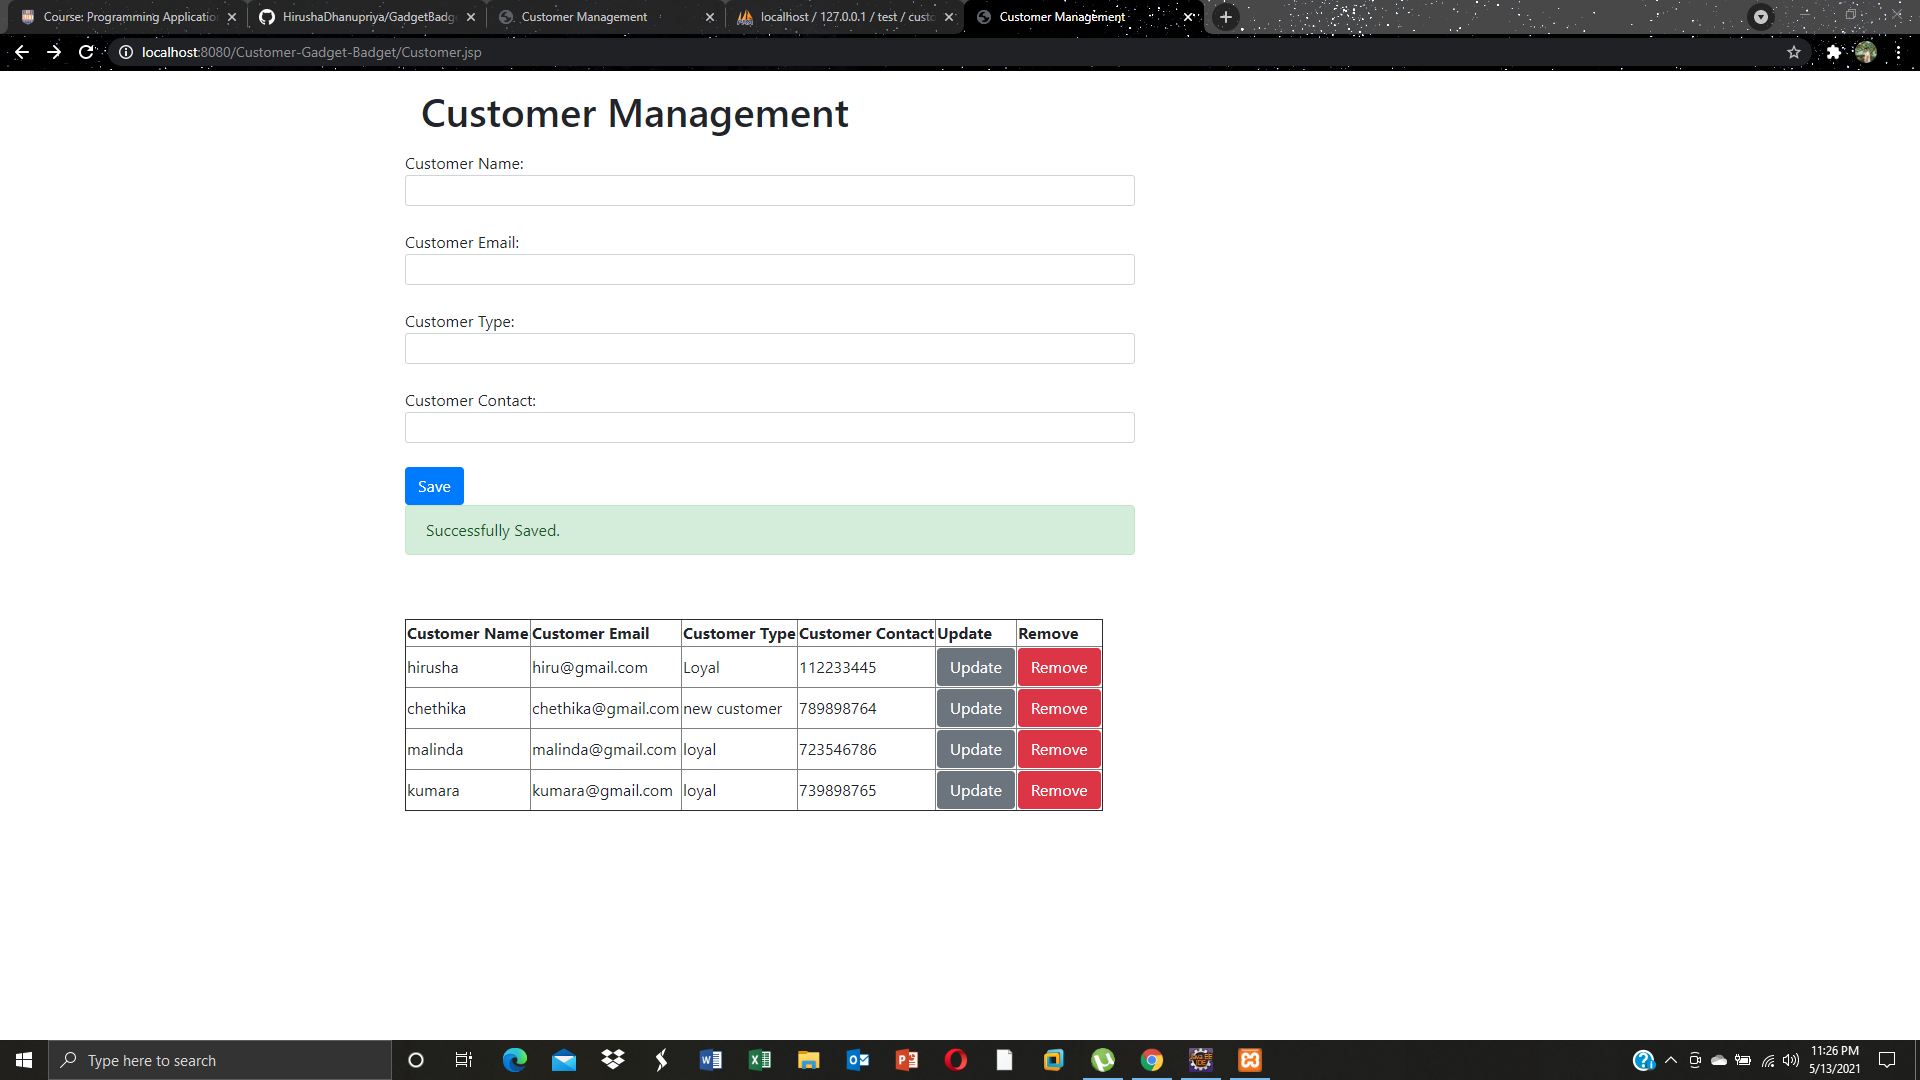 Course: Programming Applicatio
HirushaDhanupriya/GadgetBadg
Customer Management
localhost / 127.0.0.1 / test / custo
Customer Management
localhost:8080/Customer-Gadget-Badget/Customer.jsp
Customer Management
Customer Name:
Customer Email:
Customer Type:
Customer Contact:
Save
Successfully Saved.
Customer Name Customer Email Customer Type Customer Contact Update Remove
hirusha hiru@gmail.com Loyal 112233445 Update Remove
chethika chethika@gmail.com new customer 789898764 Update Remove
malinda malinda@gmail.com loyal 723546786 Update Remove
kumara kumara@gmail.com loyal 739898765 Update Remove
Type here to search
11:26 PM
5/13/2021